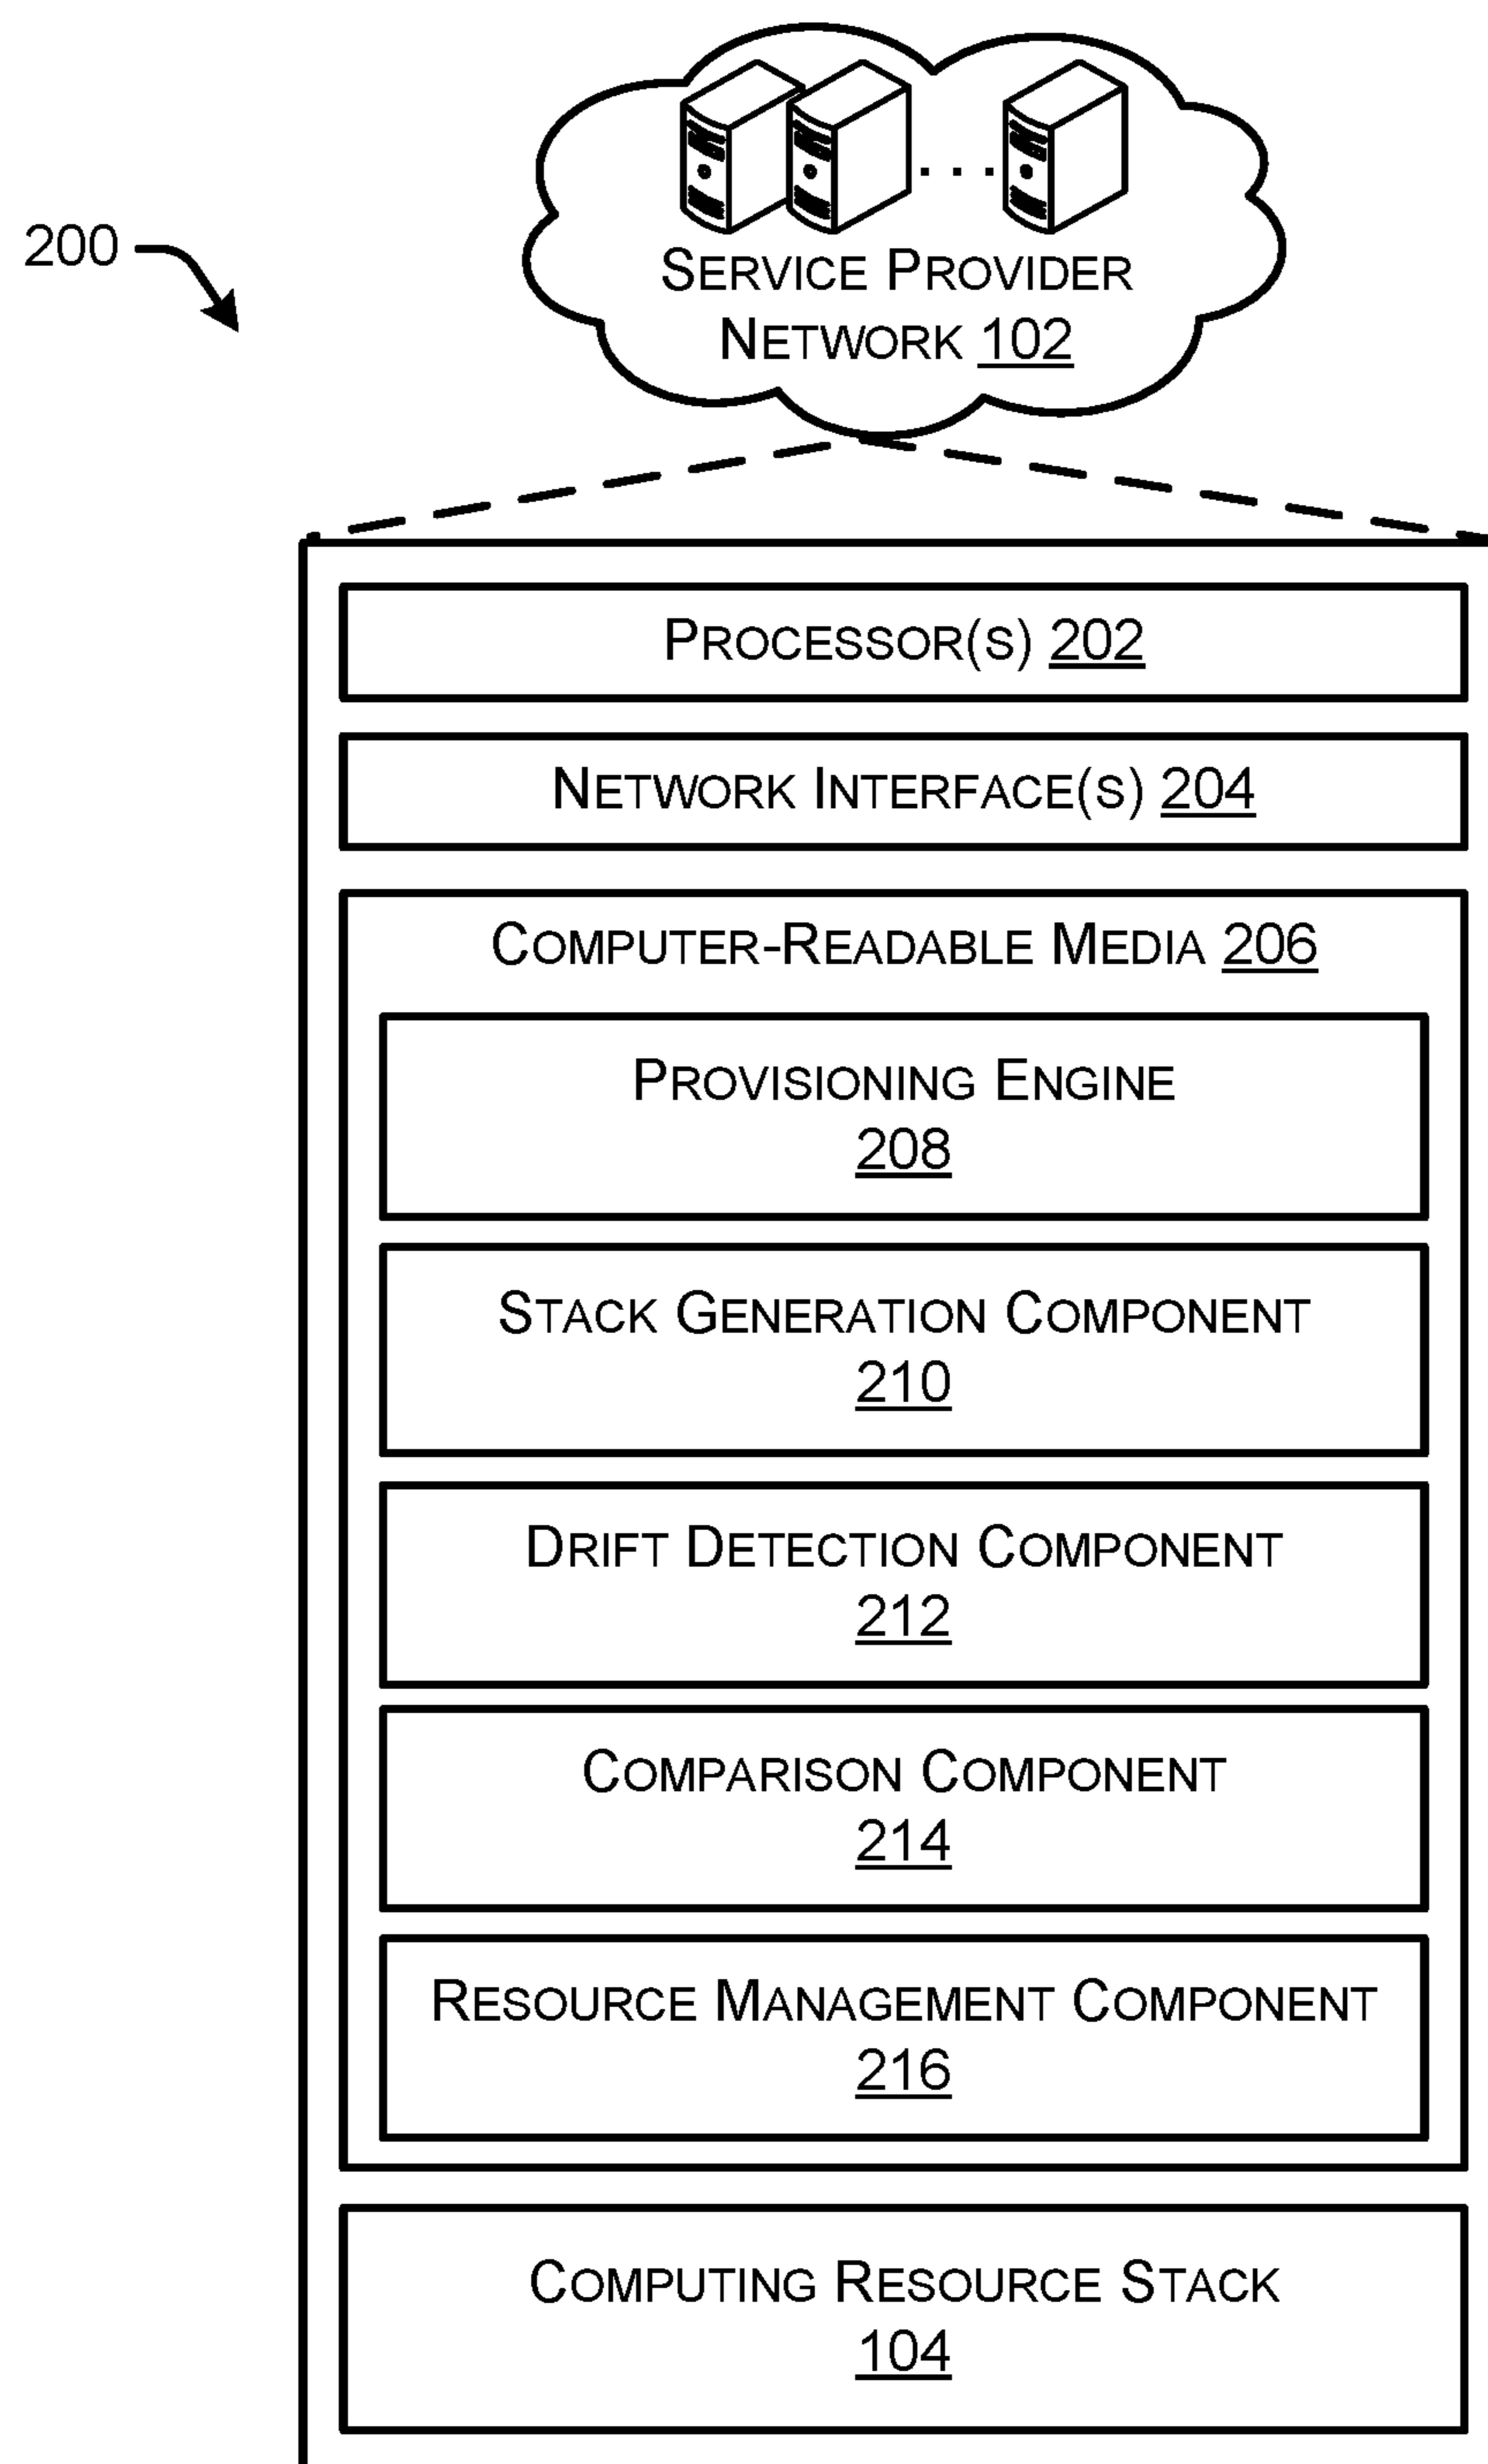 200
SERVICE PROVIDER
NETWORK 102
PROCESSOR(S) 202
NETWORK INTERFACE(S) 204
COMPUTER-READABLE MEDIA 206
PROVISIONING ENGINE
208
STACK GENERATION COMPONENT
210
DRIFT DETECTION COMPONENT
212
COMPARISON COMPONENT
214
RESOURCE MANAGEMENT COMPONENT
216
COMPUTING RESOURCE STACK
104